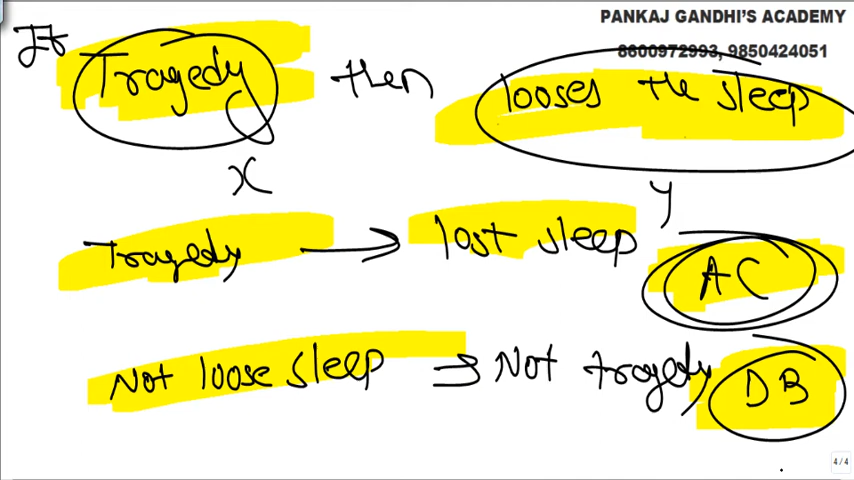 PANKAJ GANDHI'S ACADEMY
8600972993, 9850424051
If Tragedy then looses the sleep
x y
Tragedy → lost sleep AC
Not loose sleep → Not tragedy DB
4/4